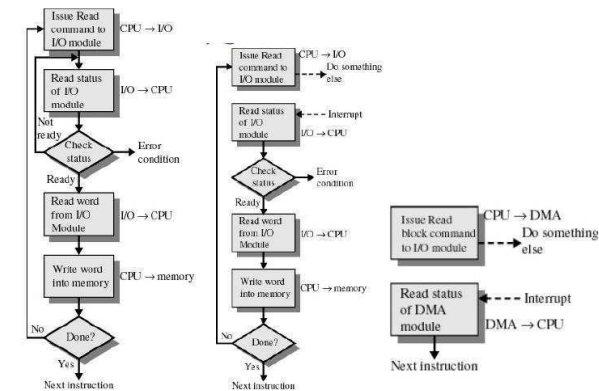 Issue Read
command to
I/O module
CPU → I/O
Read status
of I/O
module
I/O → CPU
Not
ready
Check
status
Error
condition
Ready
Read word
from I/O
Module
I/O → CPU
Write word
into memory
CPU → memory
No
Done?
Yes
Next instruction
Issue Read
command to
I/O module
CPU → I/O
Do something
else
Read status
of I/O
module
Interrupt
I/O → CPU
Check
status
Error
condition
Ready
Read word
from I/O
Module
I/O → CPU
Write word
into memory
CPU → memory
No
Done?
Yes
Next instruction
Issue Read
block command
to I/O module
CPU → DMA
Do something
else
Read status
of DMA
module
Interrupt
DMA → CPU
Next instruction